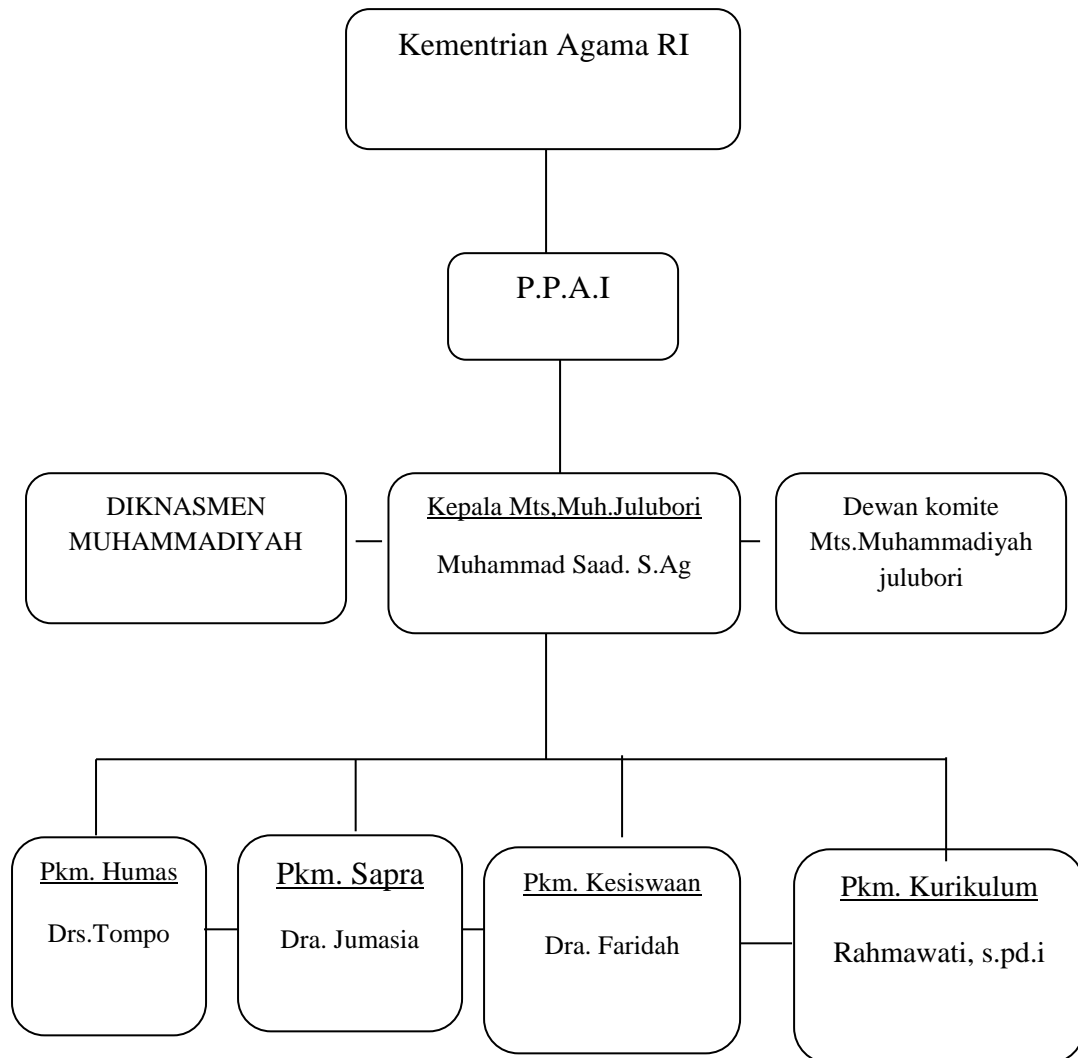 Kementrian Agama RI
P.P.A.I
DIKNASMEN
MUHAMMADIYAH
Kepala Mts,Muh.Julubori
Muhammad Saad. S.Ag
Dewan komite
Mts.Muhammadiyah
julubori
Pkm. Humas
Drs.Tompo
Pkm. Sapra
Dra. Jumasia
Pkm. Kesiswaan
Dra. Faridah
Pkm. Kurikulum
Rahmawati, s.pd.i